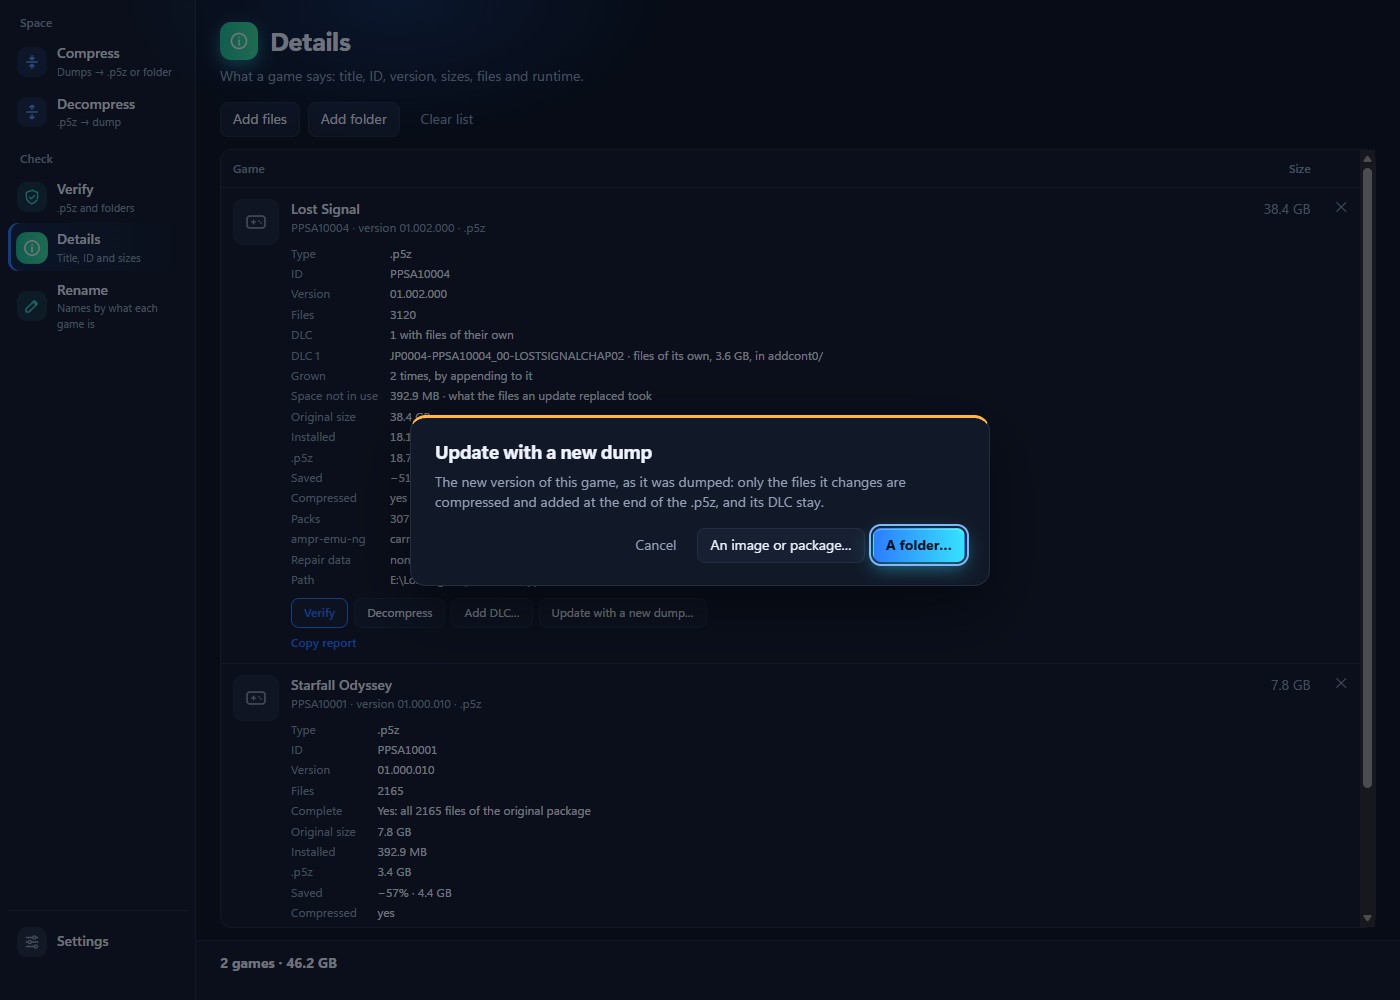 Space
Compress
Dumps → .p5z or folder
Decompress
.p5z → dump
Check
Verify
.p5z and folders
Details
Title, ID and sizes
Rename
Names by what each
game is
Settings
Details
What a game says: title, ID, version, sizes, files and runtime.
Add files Add folder Clear list
Game Size
Lost Signal 38.4 GB
PPSA10004 · version 01.002.000 · .p5z
Type .p5z
ID PPSA10004
Version 01.002.000
Files 3120
DLC 1 with files of their own
DLC 1 JP0004-PPSA10004_00-LOSTSIGNALCHAP02 · files of its own, 3.6 GB, in addcont0/
Grown 2 times, by appending to it
Space not in use 392.9 MB · what the files an update replaced took
Original size 38.4 GB
Installed 18.1
.p5z 18.7
Saved −51
Compressed yes
Packs 307
ampr-emu-ng
Repair data
Path
Update with a new dump
The new version of this game, as it was dumped: only the files it changes are
compressed and added at the end of the .p5z, and its DLC stay.
Cancel An image or package... A folder...
Verify Decompress Add DLC... Update with a new dump...
Copy report
Starfall Odyssey 7.8 GB
PPSA10001 · version 01.000.010 · .p5z
Type .p5z
ID PPSA10001
Version 01.000.010
Files 2165
Complete Yes: all 2165 files of the original package
Original size 7.8 GB
Installed 392.9 MB
.p5z 3.4 GB
Saved −57% · 4.4 GB
Compressed yes
2 games · 46.2 GB